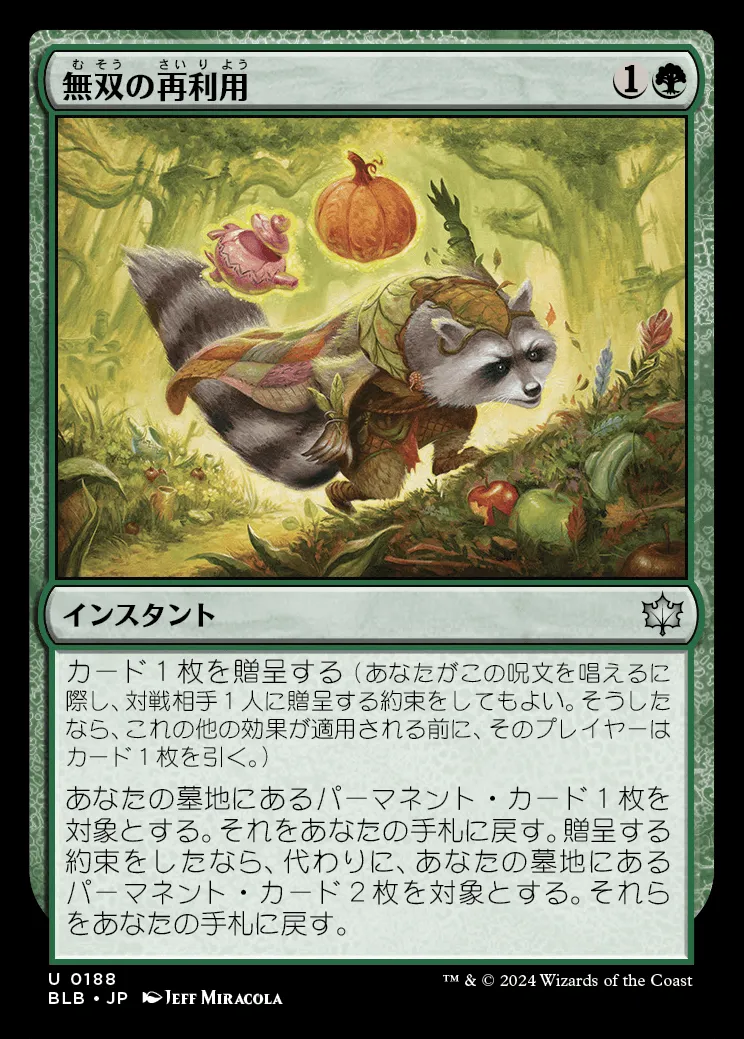 むそう さいりよう
無双の再利用 1
インスタント
カード1枚を贈呈する（あなたがこの呪文を唱えるに
際し、対戦相手1人に贈呈する約束をしてもよい。そうした
なら、これの他の効果が適用される前に、そのプレイヤーは
カード1枚を引く。）
あなたの墓地にあるパーマネント・カード1枚を
対象とする。それをあなたの手札に戻す。贈呈する
約束をしたなら、代わりに、あなたの墓地にある
パーマネント・カード2枚を対象とする。それら
をあなたの手札に戻す。
U 0188
BLB • JP Jeff Miracola
™ & © 2024 Wizards of the Coast